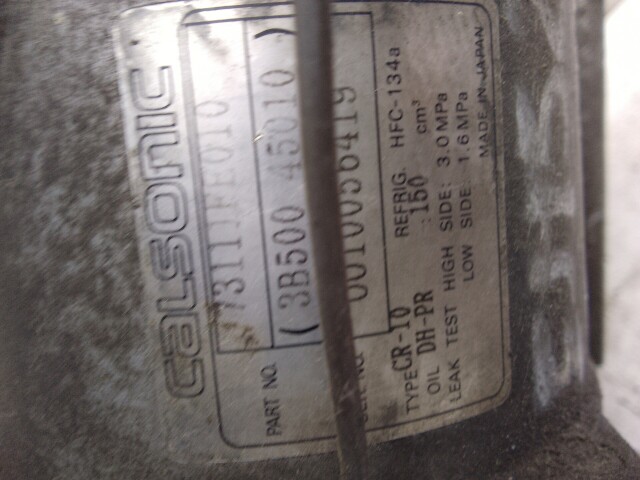 calsonic
PART NO. 73111FE010
( 3B500 45010 )
0010056419
TYPE CR-10 REFRIG. HFC-134a
OIL DH-PR : 150 cm³
LEAK TEST HIGH SIDE: 3.0 MPa
LOW SIDE: 1.6 MPa
MADE IN JAPAN